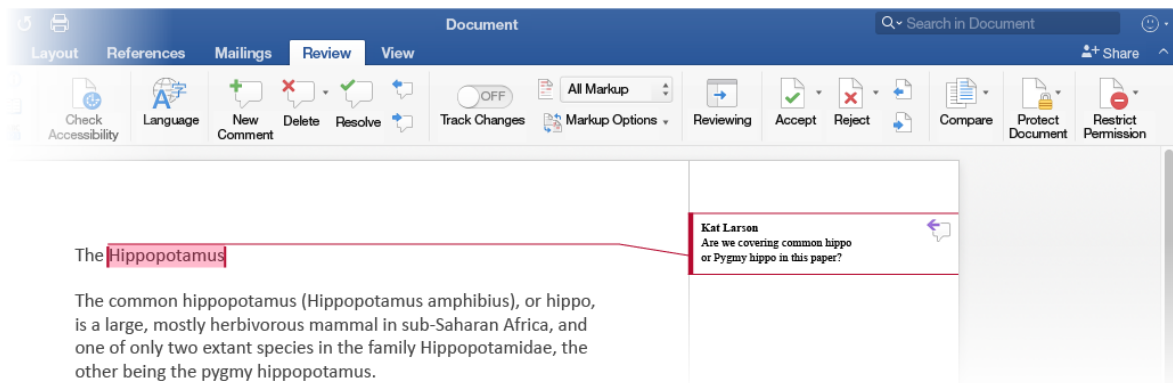 Document
Search in Document
Layout References Mailings Review View
Share
Check Accessibility
Language
New Comment
Delete
Resolve
OFF
Track Changes
All Markup
Markup Options
Reviewing
Accept
Reject
Compare
Protect Document
Restrict Permission
The Hippopotamus
Kat Larson
Are we covering common hippo
or Pygmy hippo in this paper?
The common hippopotamus (Hippopotamus amphibius), or hippo,
is a large, mostly herbivorous mammal in sub-Saharan Africa, and
one of only two extant species in the family Hippopotamidae, the
other being the pygmy hippopotamus.